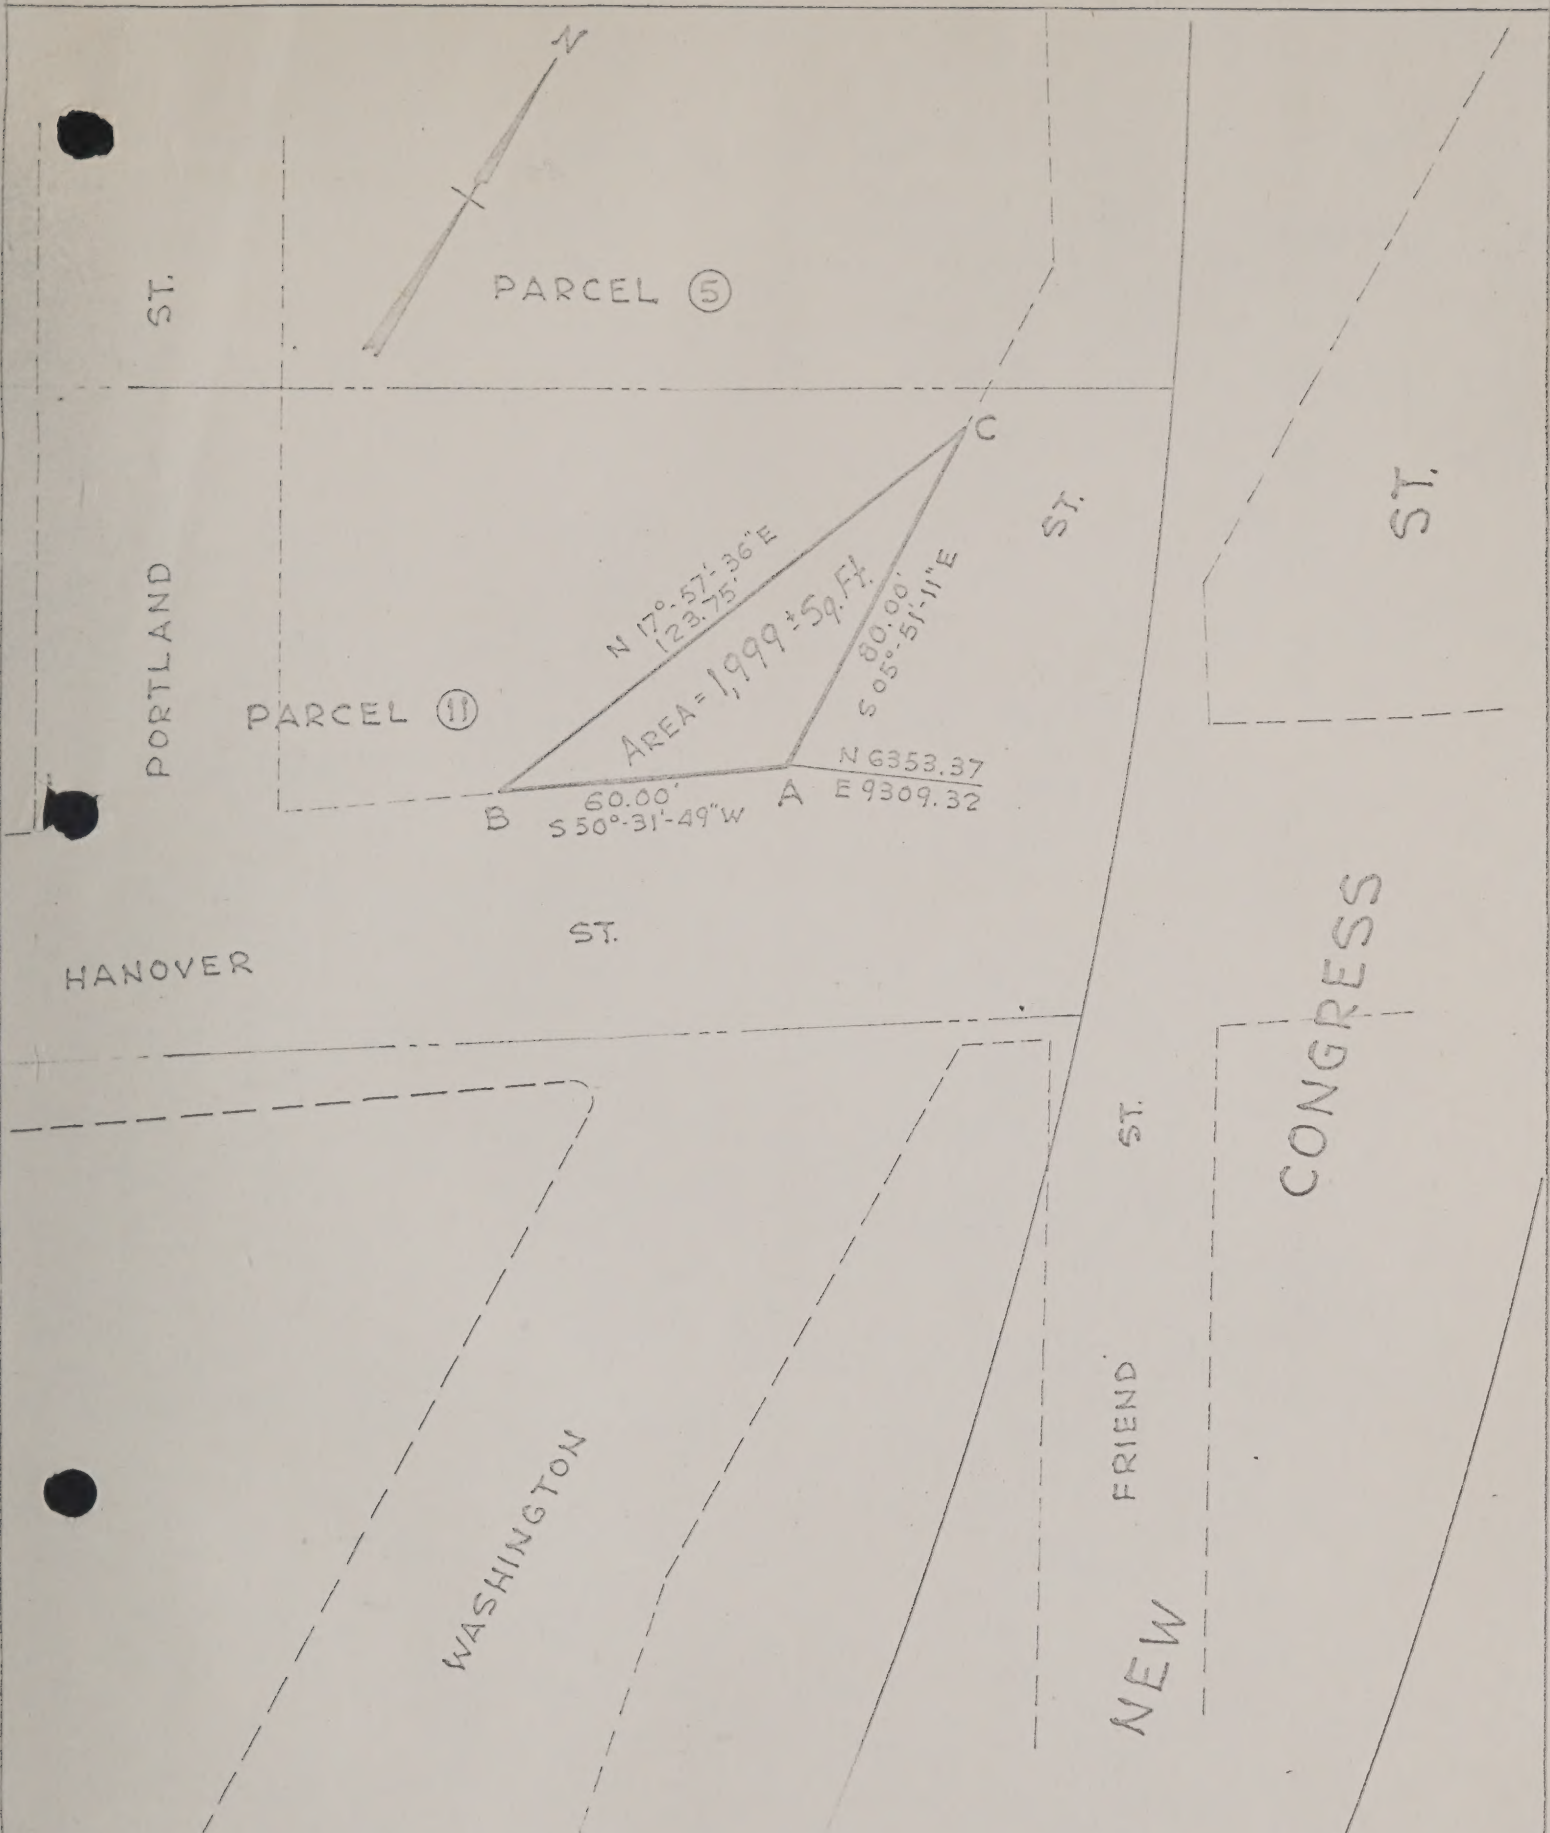 N
ST.
PARCEL 5
C
ST.
ST.
N 17°-57'-36"E
123.75'
AREA = 1,999 ± Sq. Ft.
80.00'
S 05°-51'-11"E
PORTLAND
PARCEL 11
B
60.00'
S 50°-31'-49"W
A
N 6353.37
E 9309.32
ST.
HANOVER
CONGRESS
ST.
FRIEND
WASHINGTON
NEW